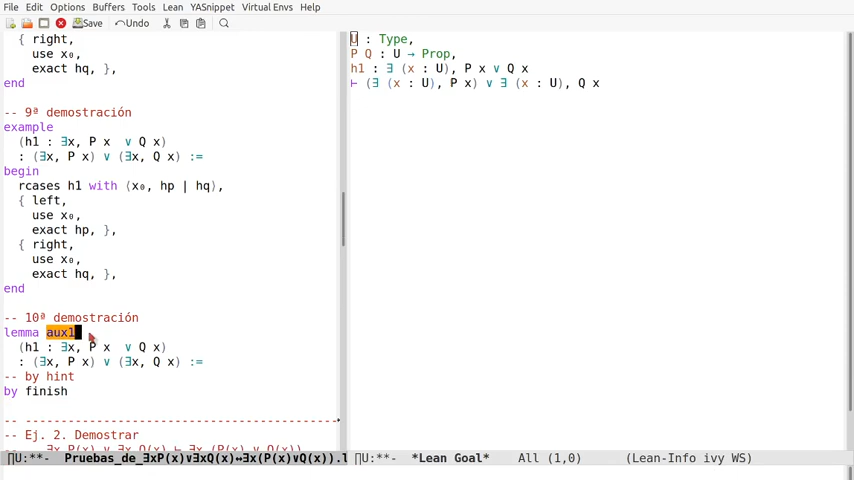 File Edit Options Buffers Tools Lean YASnippet Virtual Envs Help
Save Undo
{ right,
use x₀,
exact hq, },
end
-- 9ª demostración
example
(h1 : ∃x, P x  ∨ Q x)
: (∃x, P x) ∨ (∃x, Q x) :=
begin
rcases h1 with ⟨x₀, hp | hq⟩,
{ left,
use x₀,
exact hp, },
{ right,
use x₀,
exact hq, },
end
-- 10ª demostración
lemma aux1
(h1 : ∃x, P x  ∨ Q x)
: (∃x, P x) ∨ (∃x, Q x) :=
-- by hint
by finish
-- ----------------------------------------
-- Ej. 2. Demostrar
-- ∃x P(x) ∨ ∃x Q(x) ⊢ ∃x (P(x) ∨ Q(x))
U:**-  Pruebas_de_∃xP(x)∨∃xQ(x)↔∃x(P(x)∨Q(x)).l
U : Type,
P Q : U → Prop,
h1 : ∃ (x : U), P x ∨ Q x
⊢ (∃ (x : U), P x) ∨ ∃ (x : U), Q x
U:**-  *Lean Goal*  All (1,0)  (Lean-Info ivy WS)